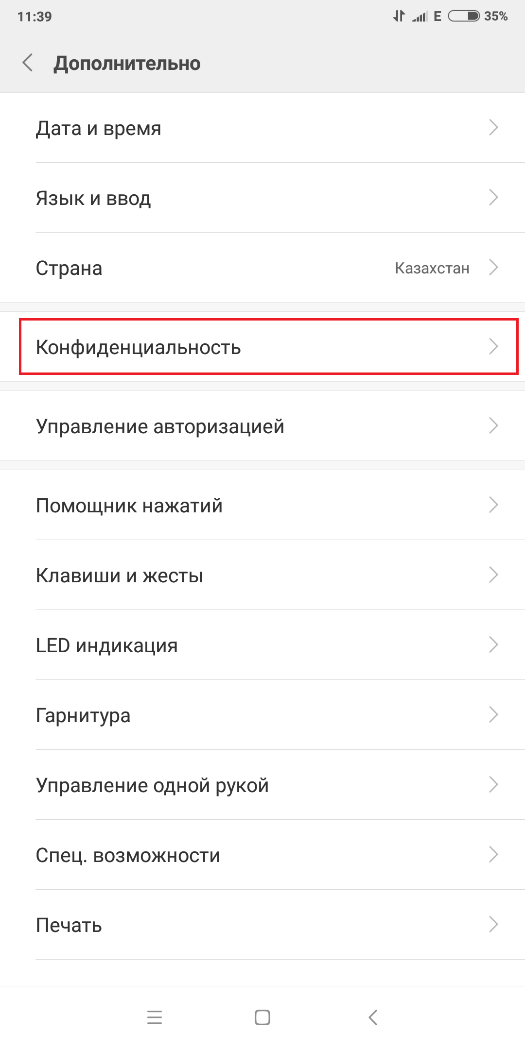 11:39 E 35%
Дополнительно
Дата и время
Язык и ввод
Страна Казахстан
Конфиденциальность
Управление авторизацией
Помощник нажатий
Клавиши и жесты
LED индикация
Гарнитура
Управление одной рукой
Спец. возможности
Печать